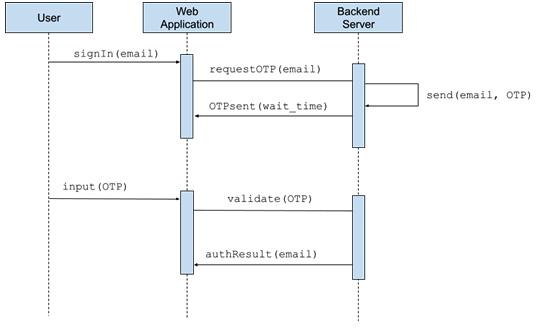 User
Web
Application
Backend
Server
signIn(email)
requestOTP(email)
send(email, OTP)
OTPsent(wait_time)
input(OTP)
validate(OTP)
authResult(email)